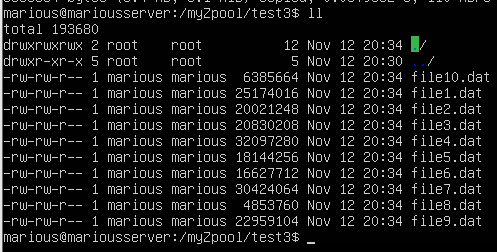 mariousmariousserver:/myZpool/test3$ ll
total 193680
drwxrwxrwx 2 root    root          12 Nov 12 20:34 ./
drwxr-xr-x 5 root    root           5 Nov 12 20:30 ../
-rw-rw-r-- 1 marious marious  6385664 Nov 12 20:34 file10.dat
-rw-rw-r-- 1 marious marious 25174016 Nov 12 20:34 file1.dat
-rw-rw-r-- 1 marious marious 20021248 Nov 12 20:34 file2.dat
-rw-rw-r-- 1 marious marious 20830208 Nov 12 20:34 file3.dat
-rw-rw-r-- 1 marious marious 32097280 Nov 12 20:34 file4.dat
-rw-rw-r-- 1 marious marious 18144256 Nov 12 20:34 file5.dat
-rw-rw-r-- 1 marious marious 16627712 Nov 12 20:34 file6.dat
-rw-rw-r-- 1 marious marious 30424064 Nov 12 20:34 file7.dat
-rw-rw-r-- 1 marious marious  4853760 Nov 12 20:34 file8.dat
-rw-rw-r-- 1 marious marious 22959104 Nov 12 20:34 file9.dat
marious@mariousserver:/myZpool/test3$ _